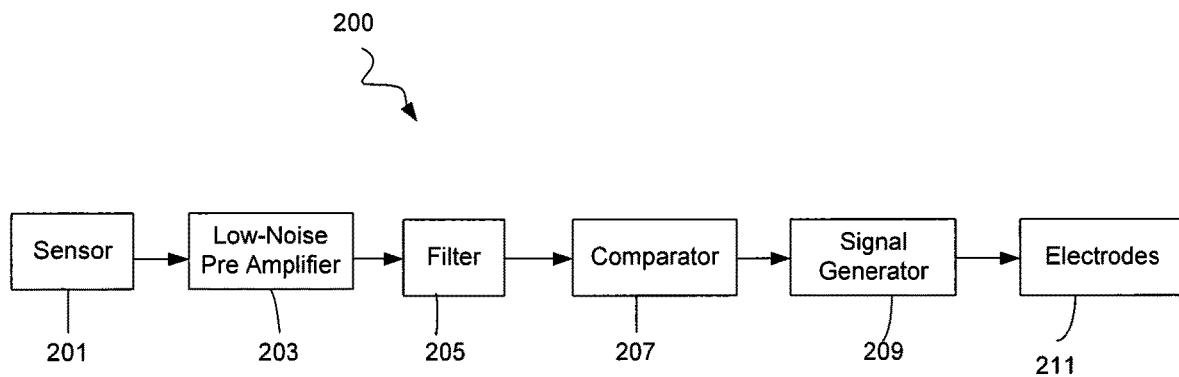 200
Sensor
Low-Noise
Pre Amplifier
Filter
Comparator
Signal
Generator
Electrodes
201
203
205
207
209
211